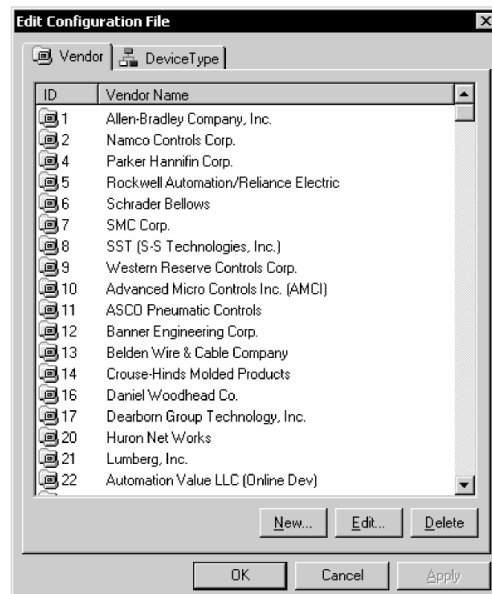 Edit Configuration File
Vendor DeviceType
ID Vendor Name
1 Allen-Bradley Company, Inc.
2 Namco Controls Corp.
4 Parker Hannifin Corp.
5 Rockwell Automation/Reliance Electric
6 Schrader Bellows
7 SMC Corp.
8 SST (S-S Technologies, Inc.)
9 Western Reserve Controls Corp.
10 Advanced Micro Controls Inc. (AMCI)
11 ASCO Pneumatic Controls
12 Banner Engineering Corp.
13 Belden Wire & Cable Company
14 Crouse-Hinds Molded Products
16 Daniel Woodhead Co.
17 Dearborn Group Technology, Inc.
20 Huron Net Works
21 Lumberg, Inc.
22 Automation Value LLC (Online Dev)
New... Edit... Delete
OK Cancel Apply